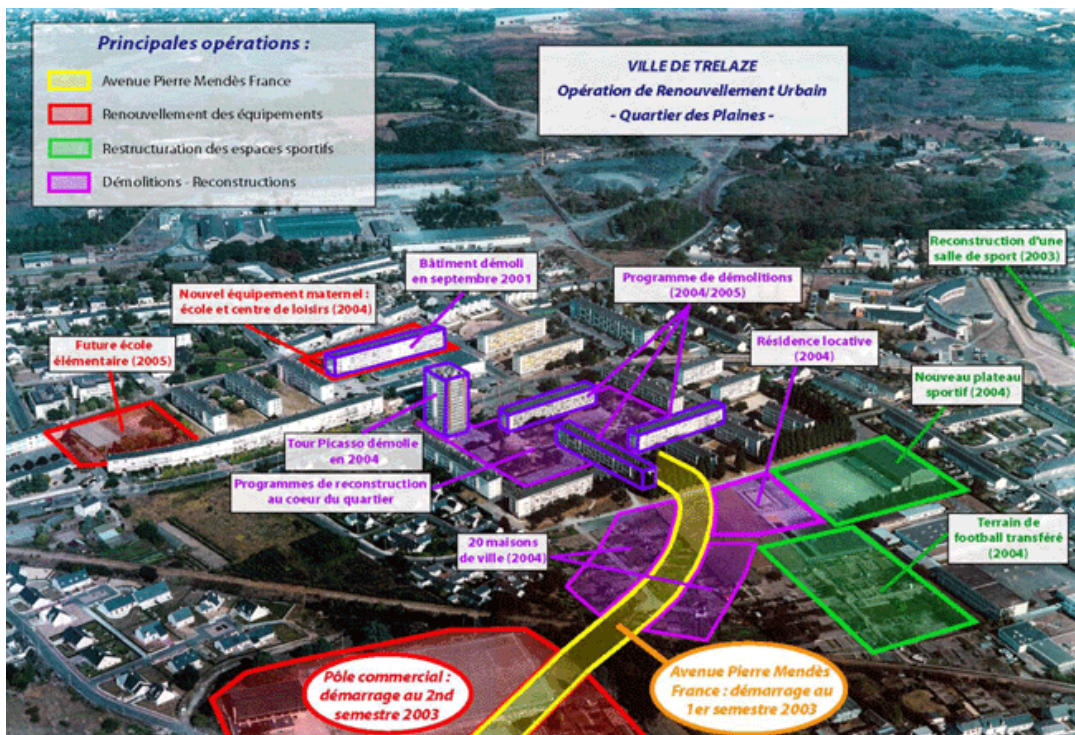 Principales opérations :
Avenue Pierre Mendès France
Renouvellement des équipements
Restructuration des espaces sportifs
Démolitions - Reconstructions
VILLE DE TRELAZE
Opération de Renouvellement Urbain
- Quartier des Plaines -
Reconstruction d'une
salle de sport (2003)
Bâtiment démoli
en septembre 2001
Programme de démolitions
(2004/2005)
Nouvel équipement maternel :
école et centre de loisirs (2004)
Future école
élémentaire (2005)
Résidence locative
(2004)
Nouveau plateau
sportif (2004)
Tour Picasso démolie
en 2004
Programmes de reconstruction
au coeur du quartier
20 maisons
de ville (2004)
Terrain de
football transféré
(2004)
Pôle commercial :
démarrage au 2nd
semestre 2003
Avenue Pierre Mendès
France : démarrage au
1er semestre 2003